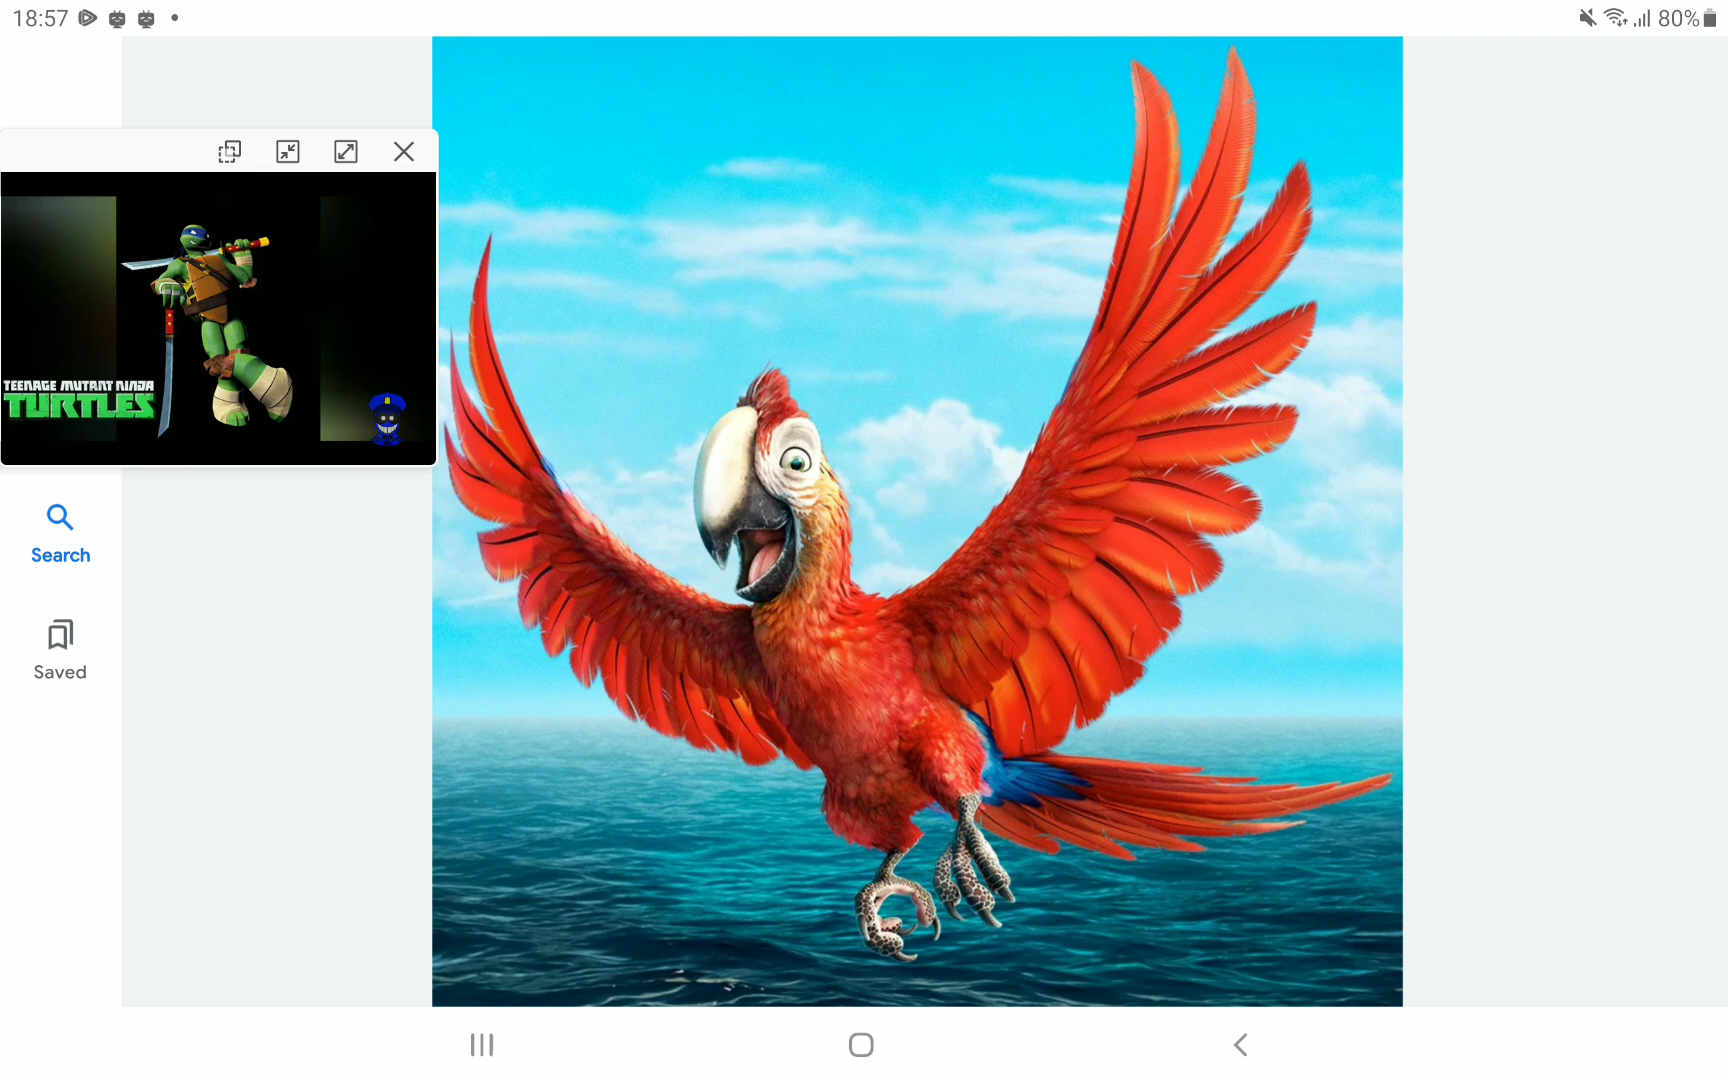 18:57
80%
TEENAGE MUTANT NINJA
TURTLES
Search
Saved